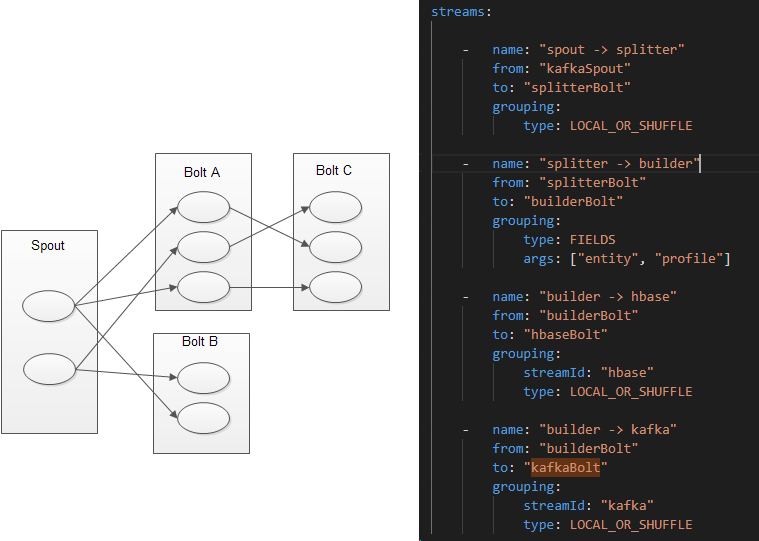 Spout
Bolt A
Bolt C
Bolt B
streams:
- name: "spout -> splitter"
from: "kafkaSpout"
to: "splitterBolt"
grouping:
type: LOCAL_OR_SHUFFLE
- name: "splitter -> builder"
from: "splitterBolt"
to: "builderBolt"
grouping:
type: FIELDS
args: ["entity", "profile"]
- name: "builder -> hbase"
from: "builderBolt"
to: "hbaseBolt"
grouping:
streamId: "hbase"
type: LOCAL_OR_SHUFFLE
- name: "builder -> kafka"
from: "builderBolt"
to: "kafkaBolt"
grouping:
streamId: "kafka"
type: LOCAL_OR_SHUFFLE